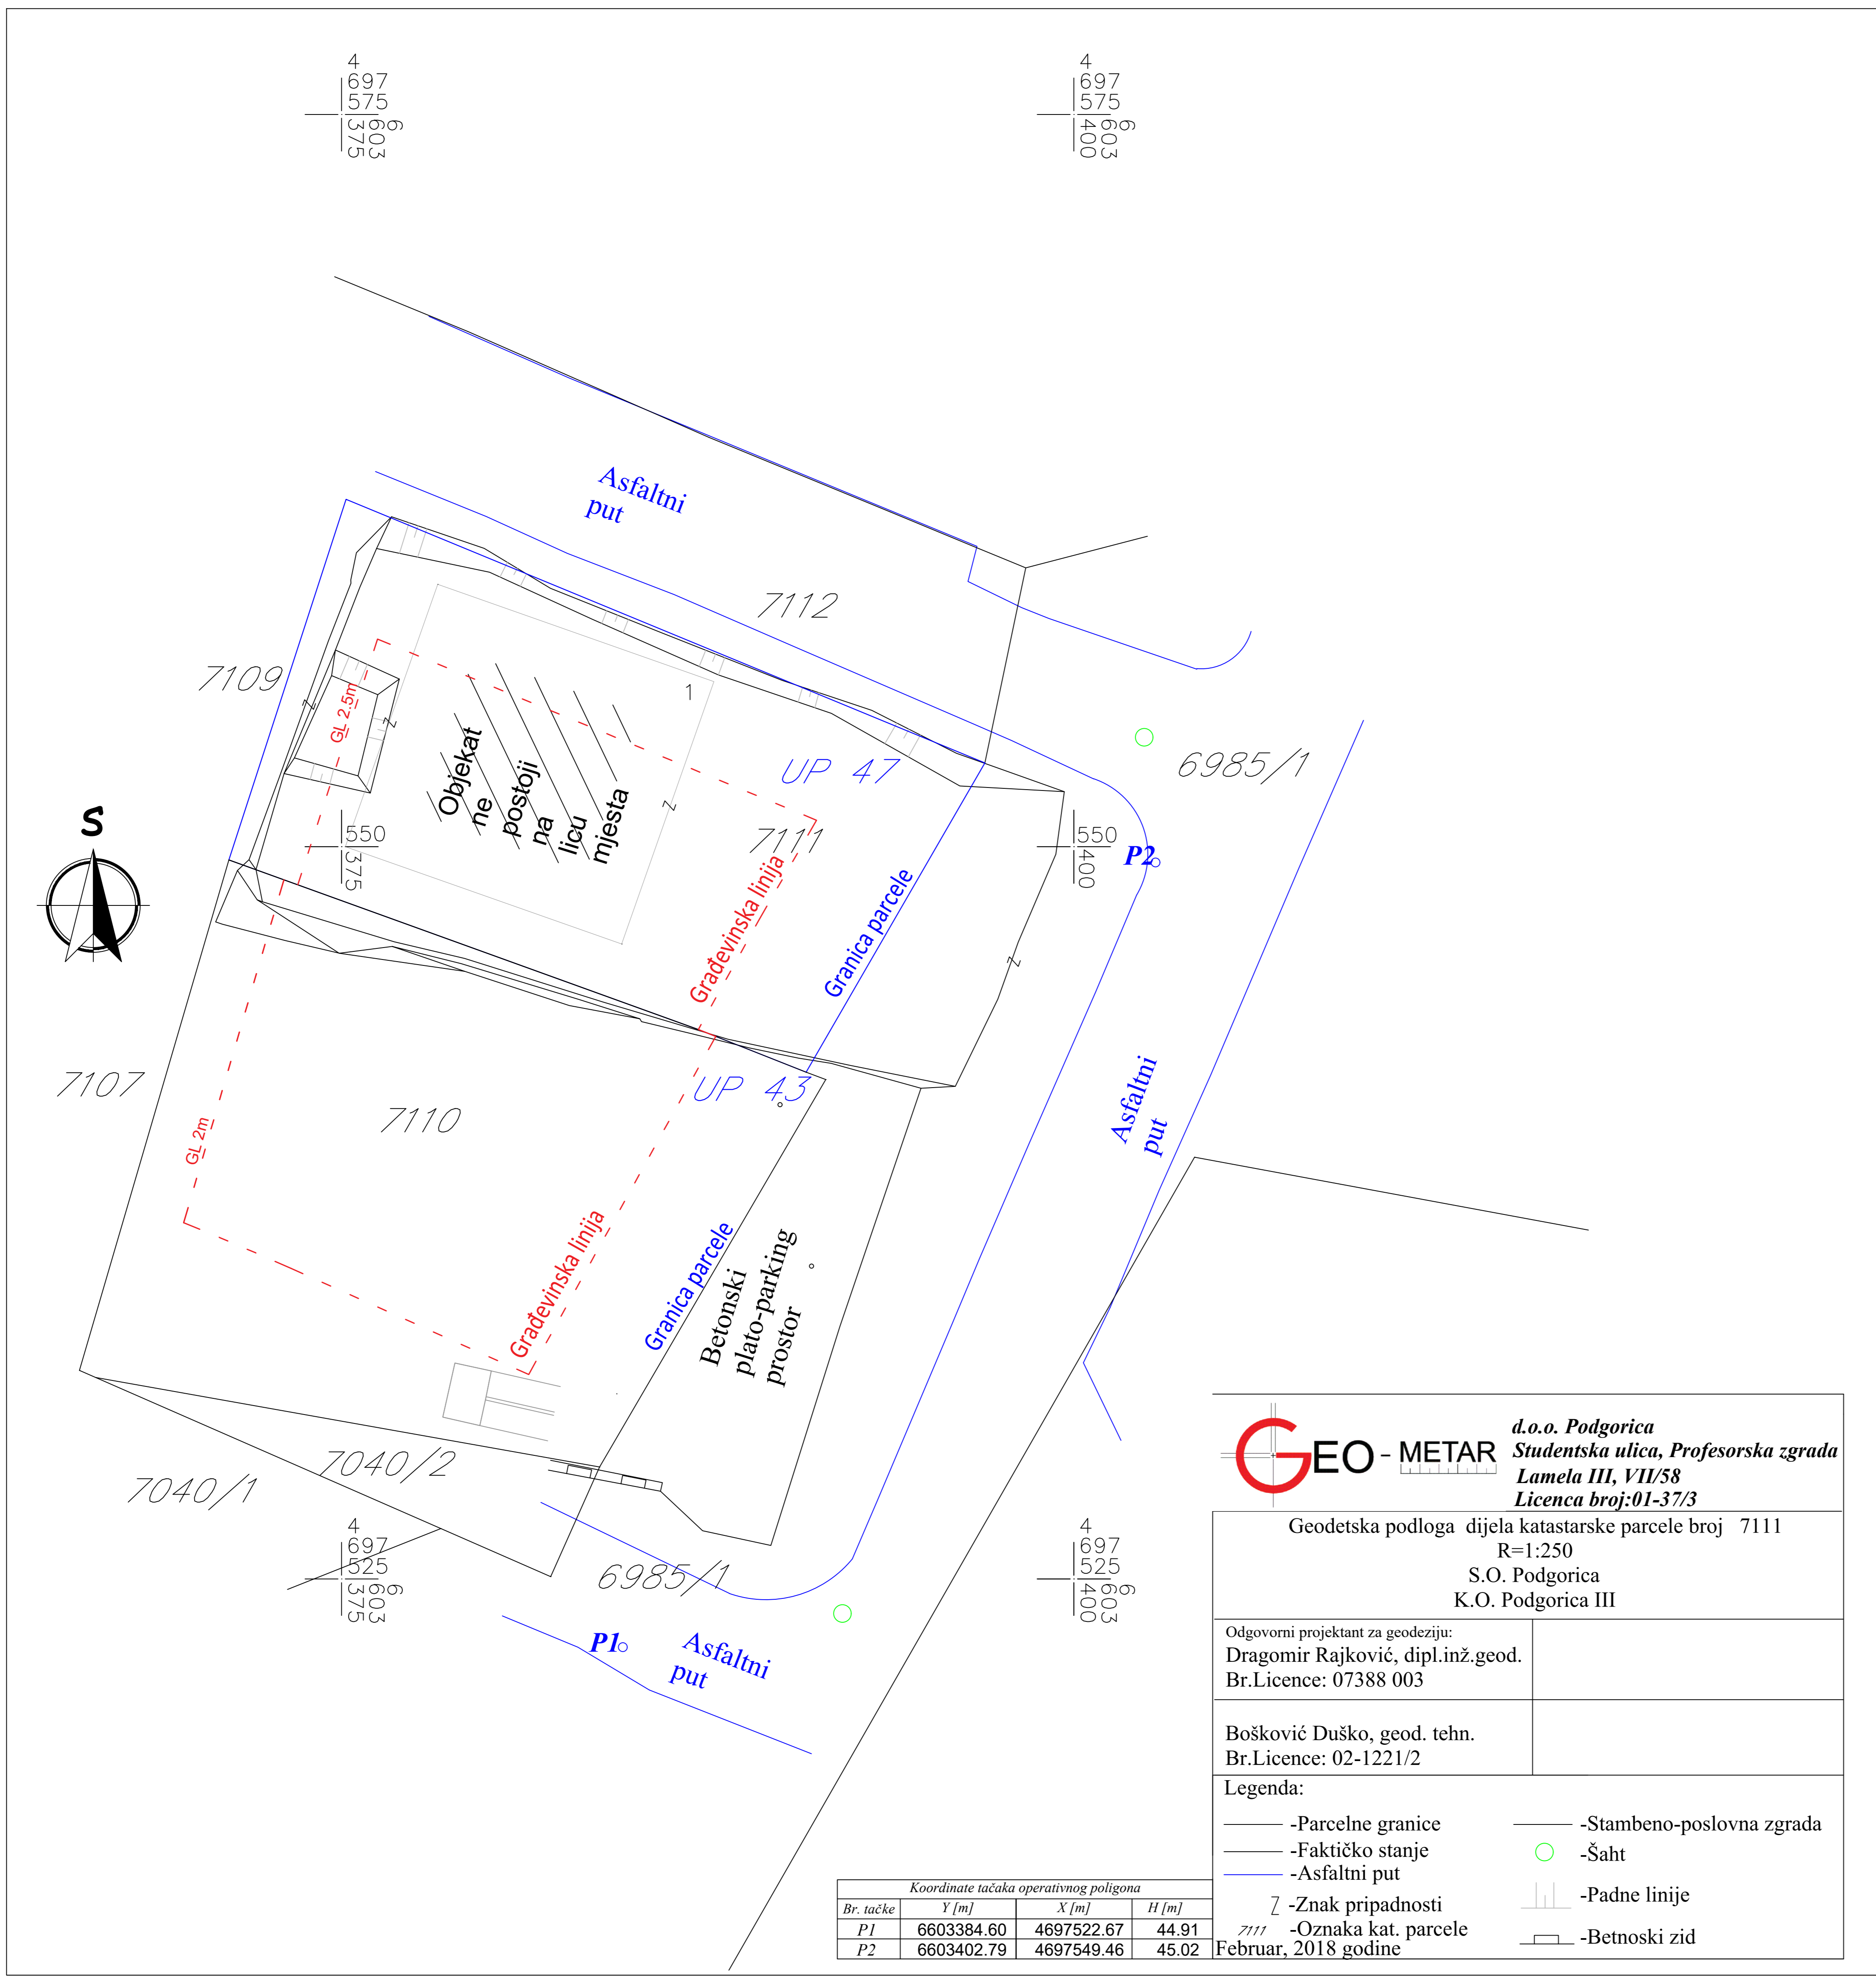 4
697
575
6
603
375
4
697
575
6
603
400
Asfaltni
put
7112
7109
GL 2.5m
1
Objekat
ne
postoji
na
licu
mjesta
UP 47
6985/1
7111
S
550
375
550
400
P2
Građevinska linija
Granica parcele
7107
7110
UP 43
GL 2m
Asfaltni
put
Građevinska linija
Granica parcele
Betonski
plato-parking
prostor
7040/2
7040/1
4
697
525
6
603
375
4
697
525
6
603
400
6985/1
P1
Asfaltni
put
GEO - METAR
d.o.o. Podgorica
Studentska ulica, Profesorska zgrada
Lamela III, VII/58
Licenca broj:01-37/3
Geodetska podloga dijela katastarske parcele broj 7111
R=1:250
S.O. Podgorica
K.O. Podgorica III
Odgovorni projektant za geodeziju:
Dragomir Rajković, dipl.inž.geod.
Br.Licence: 07388 003
Bošković Duško, geod. tehn.
Br.Licence: 02-1221/2
Legenda:
-Parcelne granice
-Faktičko stanje
-Asfaltni put
Z -Znak pripadnosti
7111 -Oznaka kat. parcele
-Stambeno-poslovna zgrada
-Šaht
-Padne linije
-Betnoski zid
Februar, 2018 godine
Koordinate tačaka operativnog poligona
Br. tačke Y [m] X [m] H [m]
P1 6603384.60 4697522.67 44.91
P2 6603402.79 4697549.46 45.02